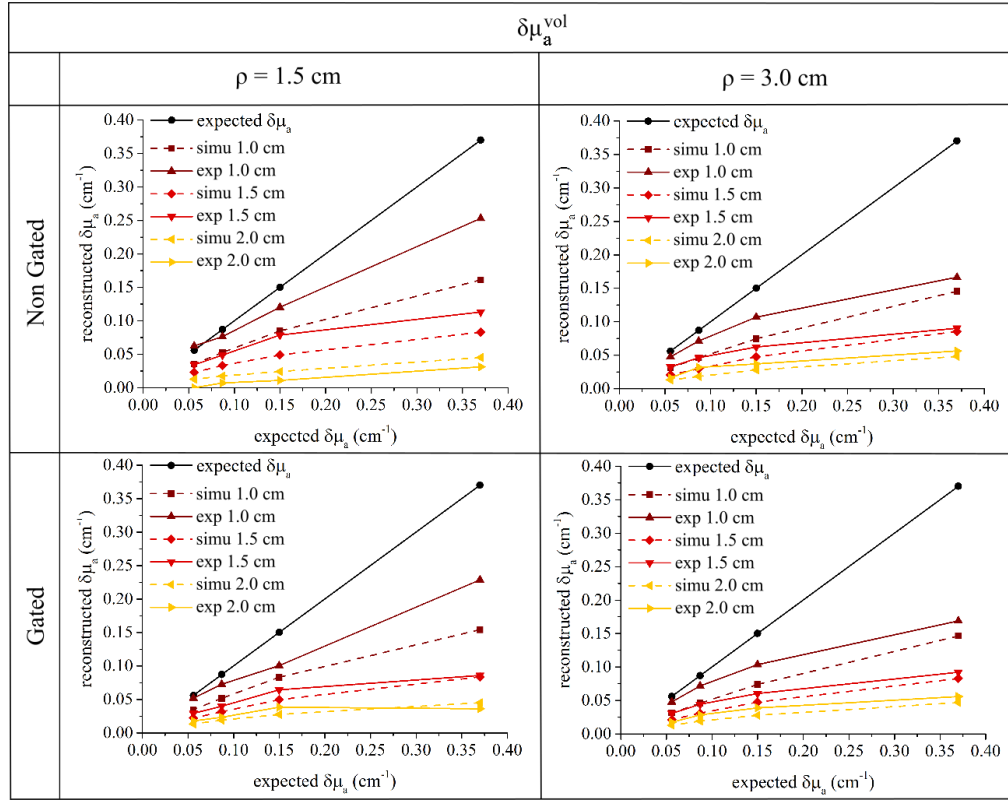 δμₐᵛᵒˡ
ρ = 1.5 cm
ρ = 3.0 cm
Non Gated
reconstructed δμₐ (cm⁻¹)
0.40
0.35
0.30
0.25
0.20
0.15
0.10
0.05
0.00
expected δμₐ
simu 1.0 cm
exp 1.0 cm
simu 1.5 cm
exp 1.5 cm
simu 2.0 cm
exp 2.0 cm
0.00 0.05 0.10 0.15 0.20 0.25 0.30 0.35 0.40
expected δμₐ (cm⁻¹)
reconstructed δμₐ (cm⁻¹)
0.40
0.35
0.30
0.25
0.20
0.15
0.10
0.05
0.00
expected δμₐ
simu 1.0 cm
exp 1.0 cm
simu 1.5 cm
exp 1.5 cm
simu 2.0 cm
exp 2.0 cm
0.00 0.05 0.10 0.15 0.20 0.25 0.30 0.35 0.40
expected δμₐ (cm⁻¹)
Gated
reconstructed δμₐ (cm⁻¹)
0.40
0.35
0.30
0.25
0.20
0.15
0.10
0.05
0.00
expected δμₐ
simu 1.0 cm
exp 1.0 cm
simu 1.5 cm
exp 1.5 cm
simu 2.0 cm
exp 2.0 cm
0.00 0.05 0.10 0.15 0.20 0.25 0.30 0.35 0.40
expected δμₐ (cm⁻¹)
reconstructed δμₐ (cm⁻¹)
0.40
0.35
0.30
0.25
0.20
0.15
0.10
0.05
0.00
expected δμₐ
simu 1.0 cm
exp 1.0 cm
simu 1.5 cm
exp 1.5 cm
simu 2.0 cm
exp 2.0 cm
0.00 0.05 0.10 0.15 0.20 0.25 0.30 0.35 0.40
expected δμₐ (cm⁻¹)